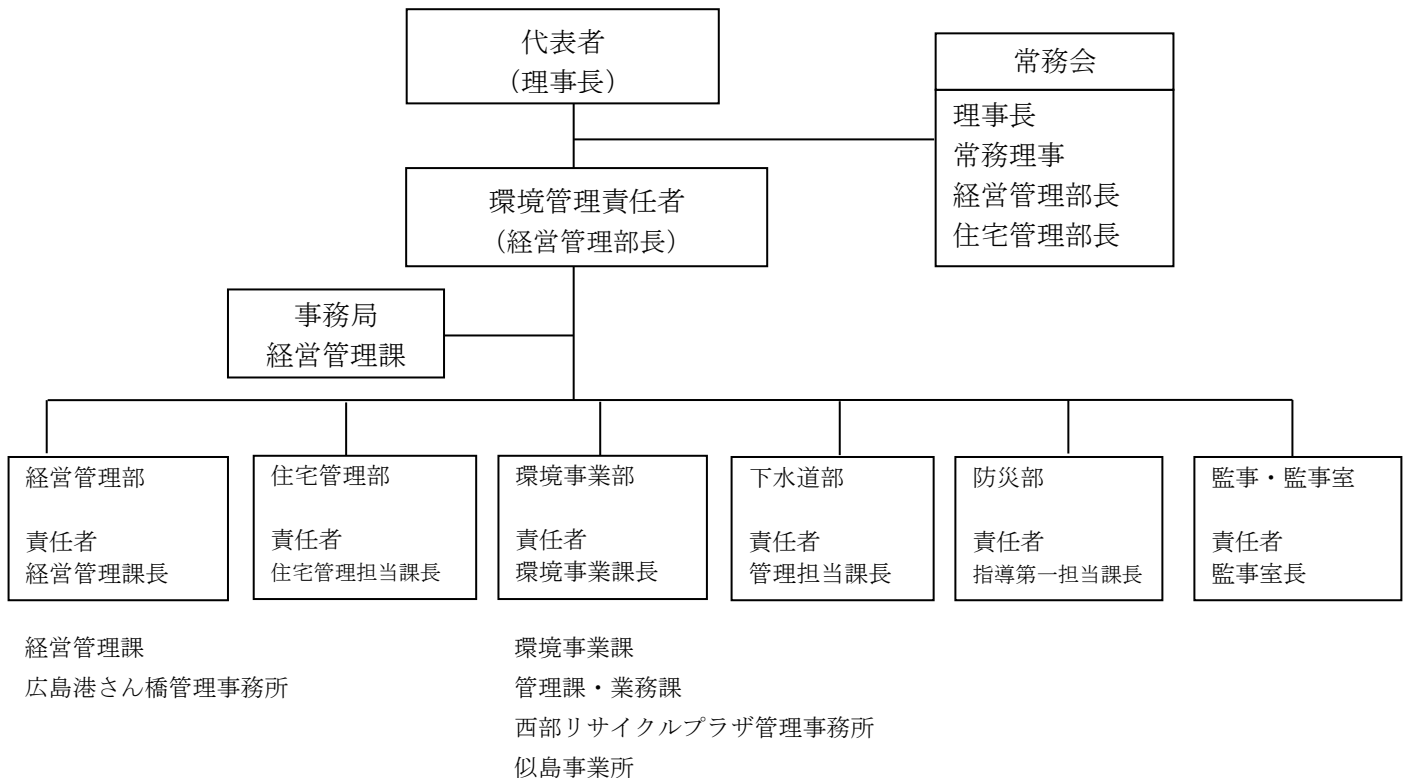 代表者
（理事長）
常務会
理事長
常務理事
経営管理部長
住宅管理部長
環境管理責任者
（経営管理部長）
事務局
経営管理課
経営管理部
責任者
経営管理課長
住宅管理部
責任者
住宅管理担当課長
環境事業部
責任者
環境事業課長
下水道部
責任者
管理担当課長
防災部
責任者
指導第一担当課長
監事・監事室
責任者
監事室長
経営管理課
広島港さん橋管理事務所
環境事業課
管理課・業務課
西部リサイクルプラザ管理事務所
似島事業所